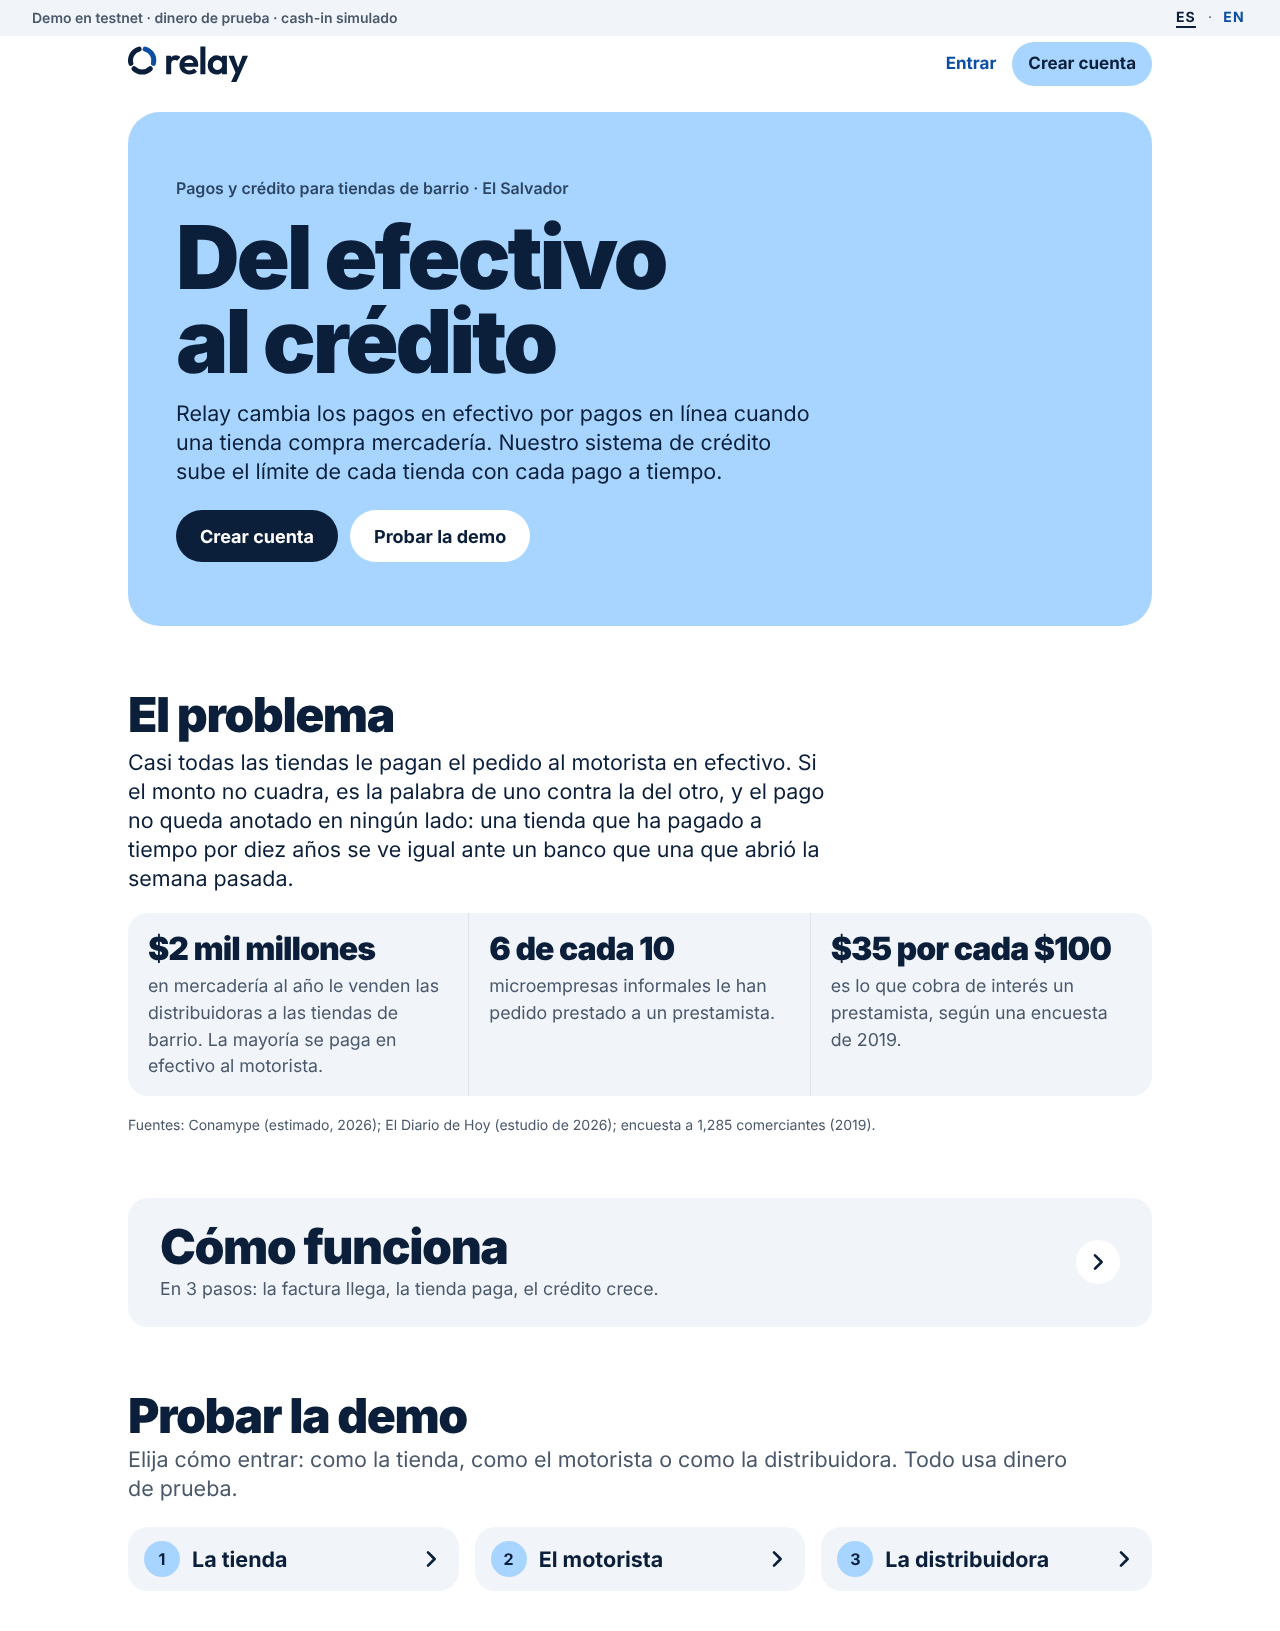 Demo en testnet · dinero de prueba · cash-in simulado
ES · EN
relay
Entrar
Crear cuenta
Pagos y crédito para tiendas de barrio · El Salvador
Del efectivo
al crédito
Relay cambia los pagos en efectivo por pagos en línea cuando
una tienda compra mercadería. Nuestro sistema de crédito
sube el límite de cada tienda con cada pago a tiempo.
Crear cuenta
Probar la demo
El problema
Casi todas las tiendas le pagan el pedido al motorista en efectivo. Si
el monto no cuadra, es la palabra de uno contra la del otro, y el pago
no queda anotado en ningún lado: una tienda que ha pagado a
tiempo por diez años se ve igual ante un banco que una que abrió la
semana pasada.
$2 mil millones
en mercadería al año le venden las
distribuidoras a las tiendas de
barrio. La mayoría se paga en
efectivo al motorista.
6 de cada 10
microempresas informales le han
pedido prestado a un prestamista.
$35 por cada $100
es lo que cobra de interés un
prestamista, según una encuesta
de 2019.
Fuentes: Conamype (estimado, 2026); El Diario de Hoy (estudio de 2026); encuesta a 1,285 comerciantes (2019).
Cómo funciona
En 3 pasos: la factura llega, la tienda paga, el crédito crece.
Probar la demo
Elija cómo entrar: como la tienda, como el motorista o como la distribuidora. Todo usa dinero
de prueba.
1 La tienda
2 El motorista
3 La distribuidora